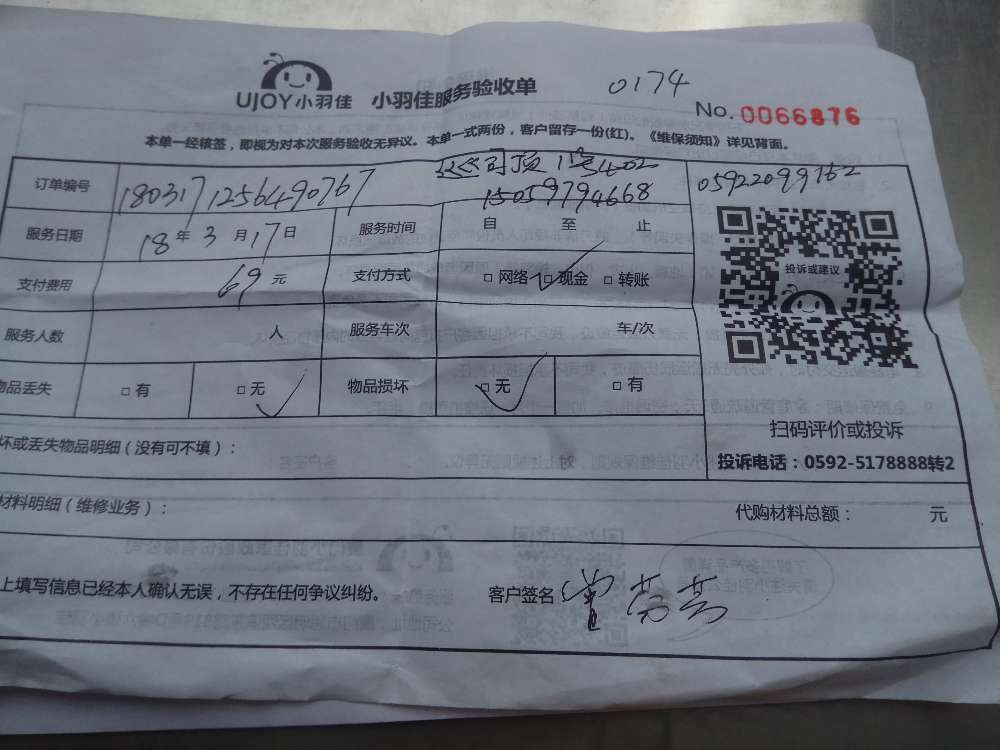 UJOY小羽佳 小羽佳服务验收单 0174
No. 0066876
本单一经核签，即视为对本次服务验收无异议。本单一式两份，客户留存一份(红)。《维保须知》详见背面。
订单编号 1803171256490767 15059794668 05922099162
服务日期 18年3月17日 服务时间 自 至 止
支付费用 69元 支付方式 □网络 □现金 □转账
投诉或建议
服务人数 人 服务车次 车/次
物品丢失 □有 □无 物品损坏 □无 □有
扫码评价或投诉
坏或丢失物品明细（没有可不填）：
投诉电话：0592-5178888转2
材料明细（维修业务）： 代购材料总额： 元
上填写信息已经本人确认无误，不存在任何争议纠纷。 客户签名